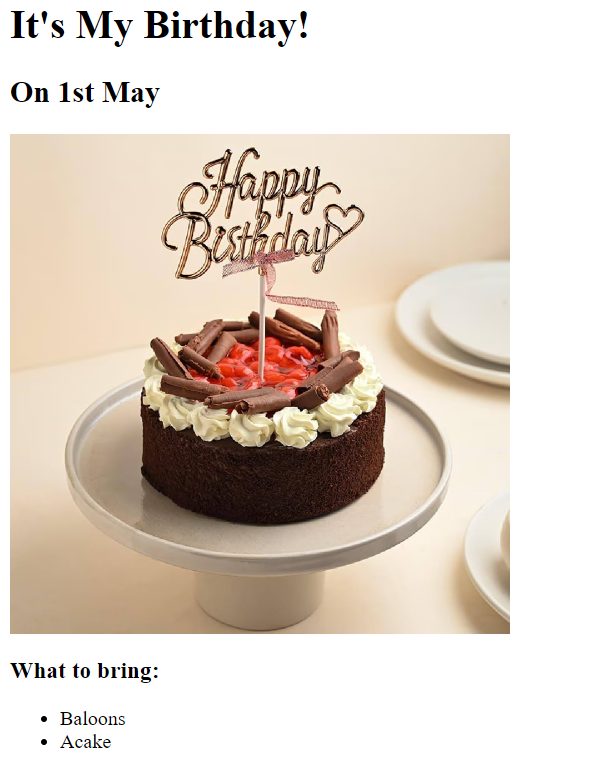 It's My Birthday!
On 1st May
Happy
Birthday
What to bring:
Baloons
Acake